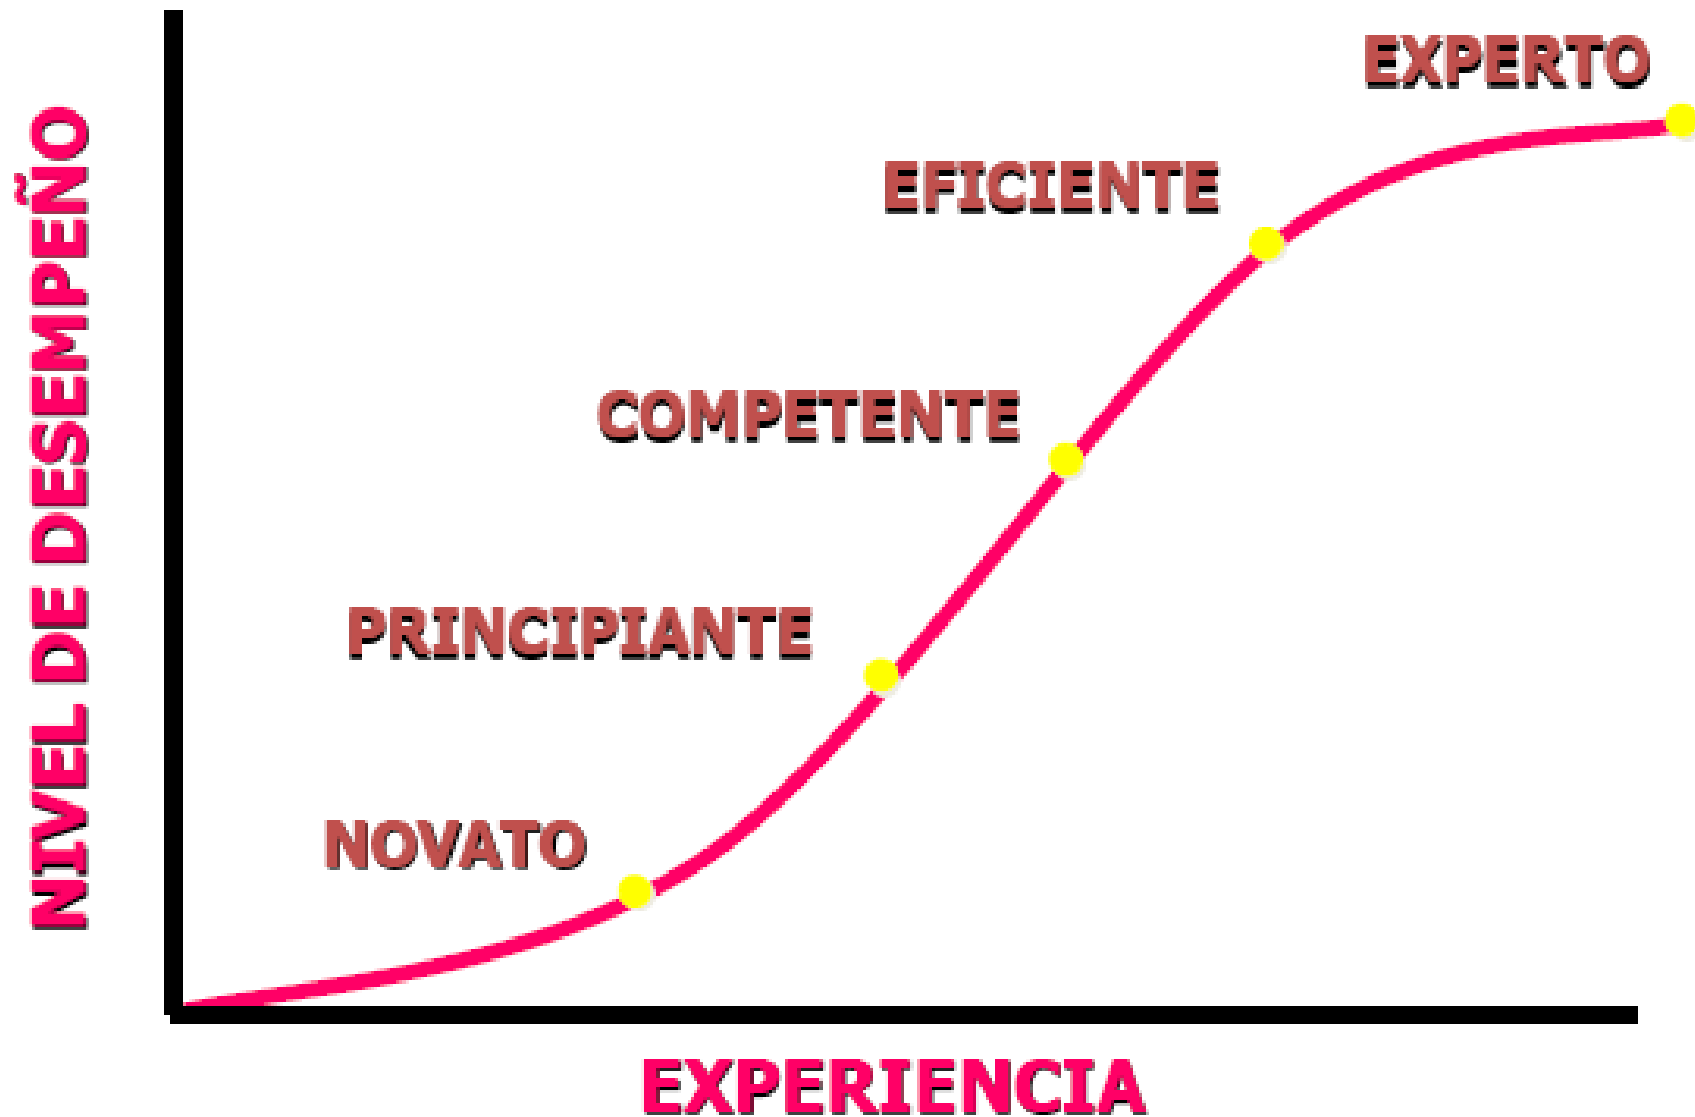 EXPERTO
EFICIENTE
COMPETENTE
PRINCIPIANTE
NOVATO
NIVEL DE DESEMPEÑO
EXPERIENCIA